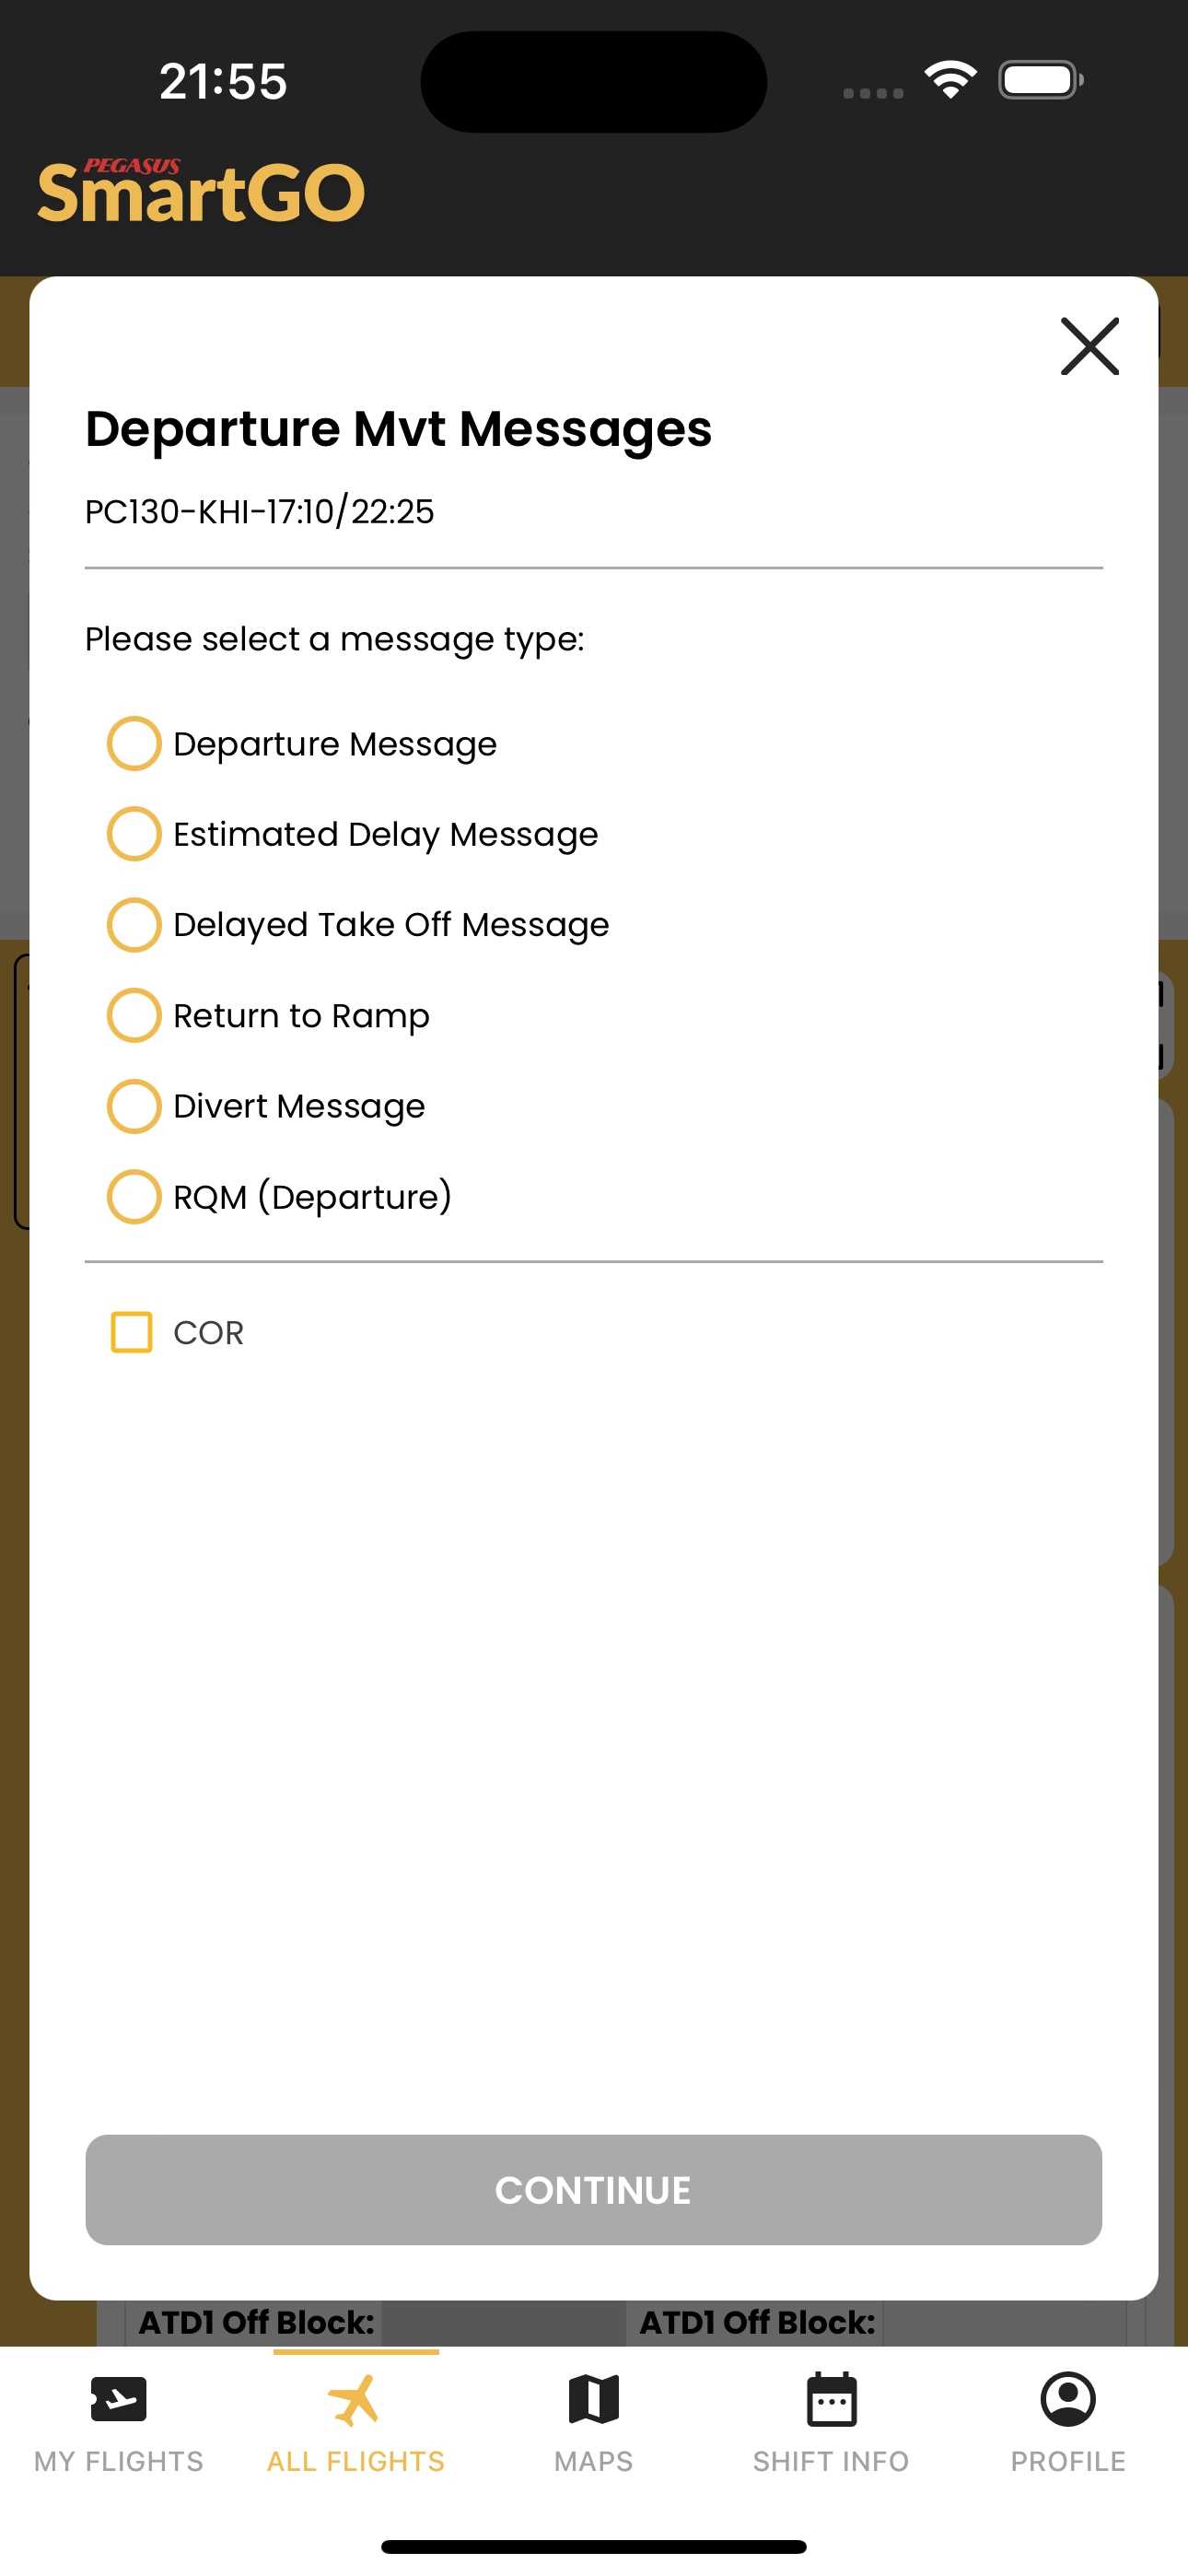 21:55
PEGASUS
SmartGO
Departure Mvt Messages
PC130-KHI-17:10/22:25
Please select a message type:
Departure Message
Estimated Delay Message
Delayed Take Off Message
Return to Ramp
Divert Message
RQM (Departure)
COR
CONTINUE
ATD1 Off Block: ATD1 Off Block:
MY FLIGHTS ALL FLIGHTS MAPS SHIFT INFO PROFILE